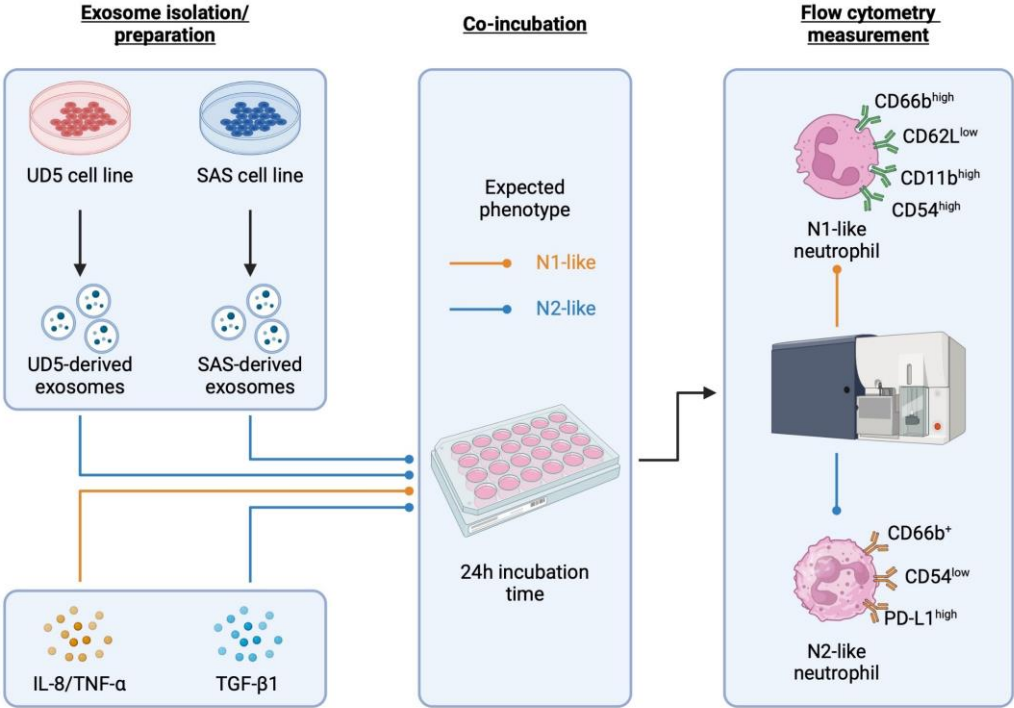 Exosome isolation/
preparation
Co-incubation
Flow cytometry
measurement
UD5 cell line
SAS cell line
UD5-derived
exosomes
SAS-derived
exosomes
IL-8/TNF-α
TGF-β1
Expected
phenotype
N1-like
N2-like
24h incubation
time
CD66bhigh
CD62Llow
CD11bhigh
CD54high
N1-like
neutrophil
CD66b+
CD54low
PD-L1high
N2-like
neutrophil